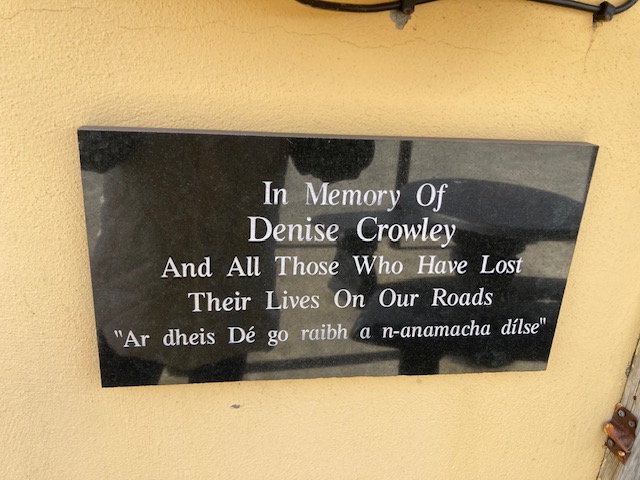 In Memory Of
Denise Crowley
And All Those Who Have Lost
Their Lives On Our Roads
"Ar dheis Dé go raibh a n-anamacha dílse"